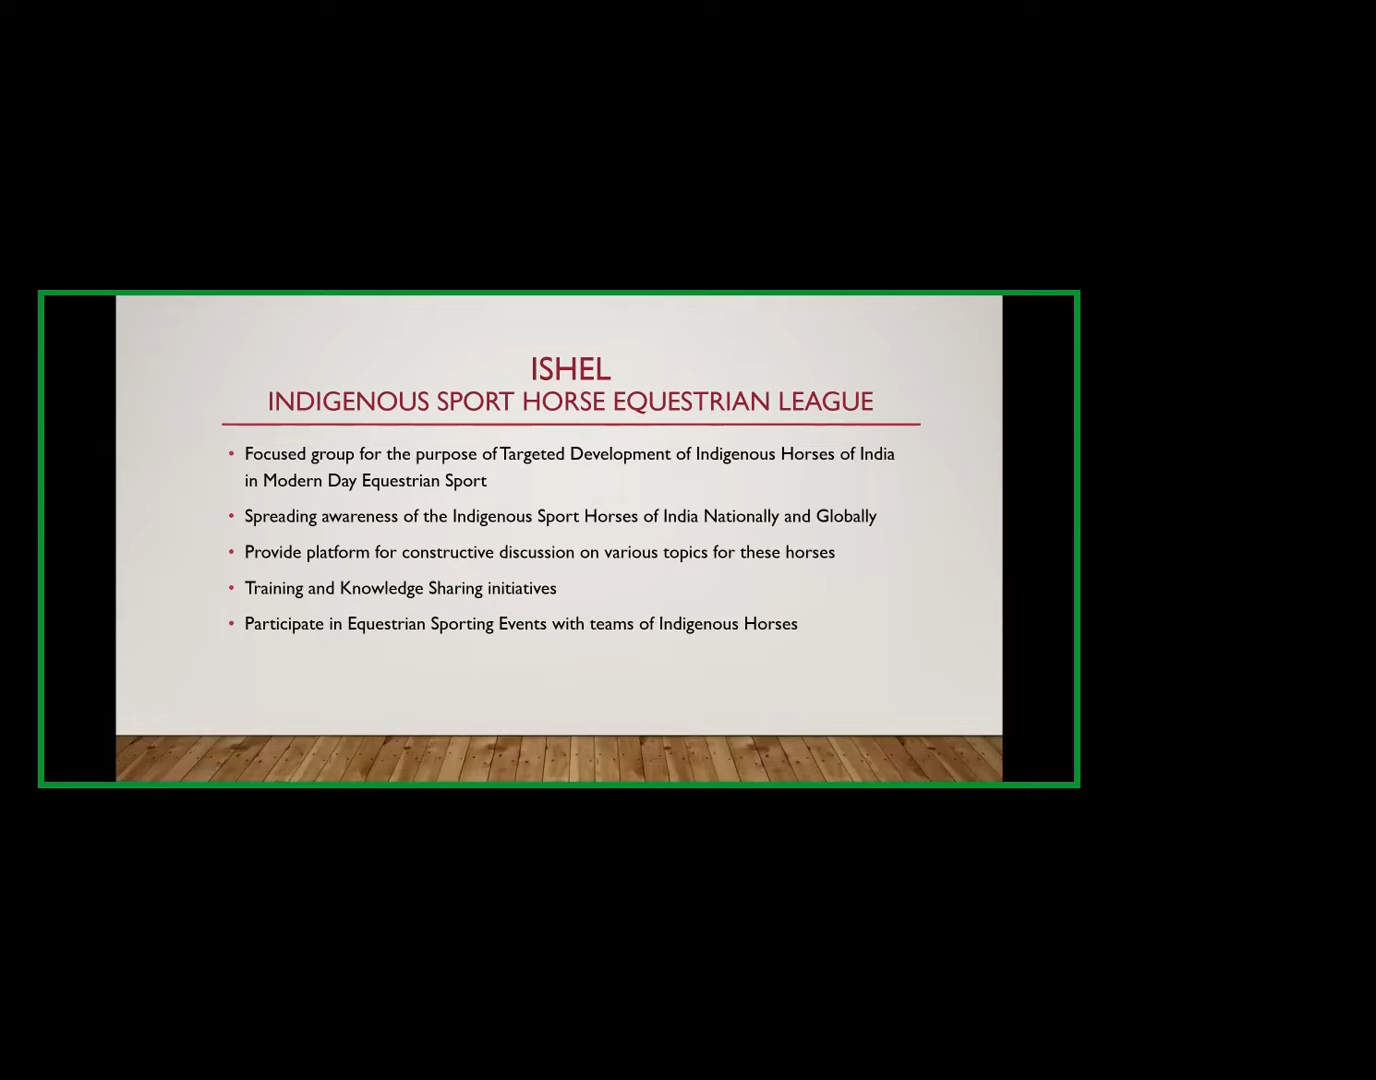 ISHEL
INDIGENOUS SPORT HORSE EQUESTRIAN LEAGUE
• Focused group for the purpose of Targeted Development of Indigenous Horses of India
in Modern Day Equestrian Sport
• Spreading awareness of the Indigenous Sport Horses of India Nationally and Globally
• Provide platform for constructive discussion on various topics for these horses
• Training and Knowledge Sharing initiatives
• Participate in Equestrian Sporting Events with teams of Indigenous Horses